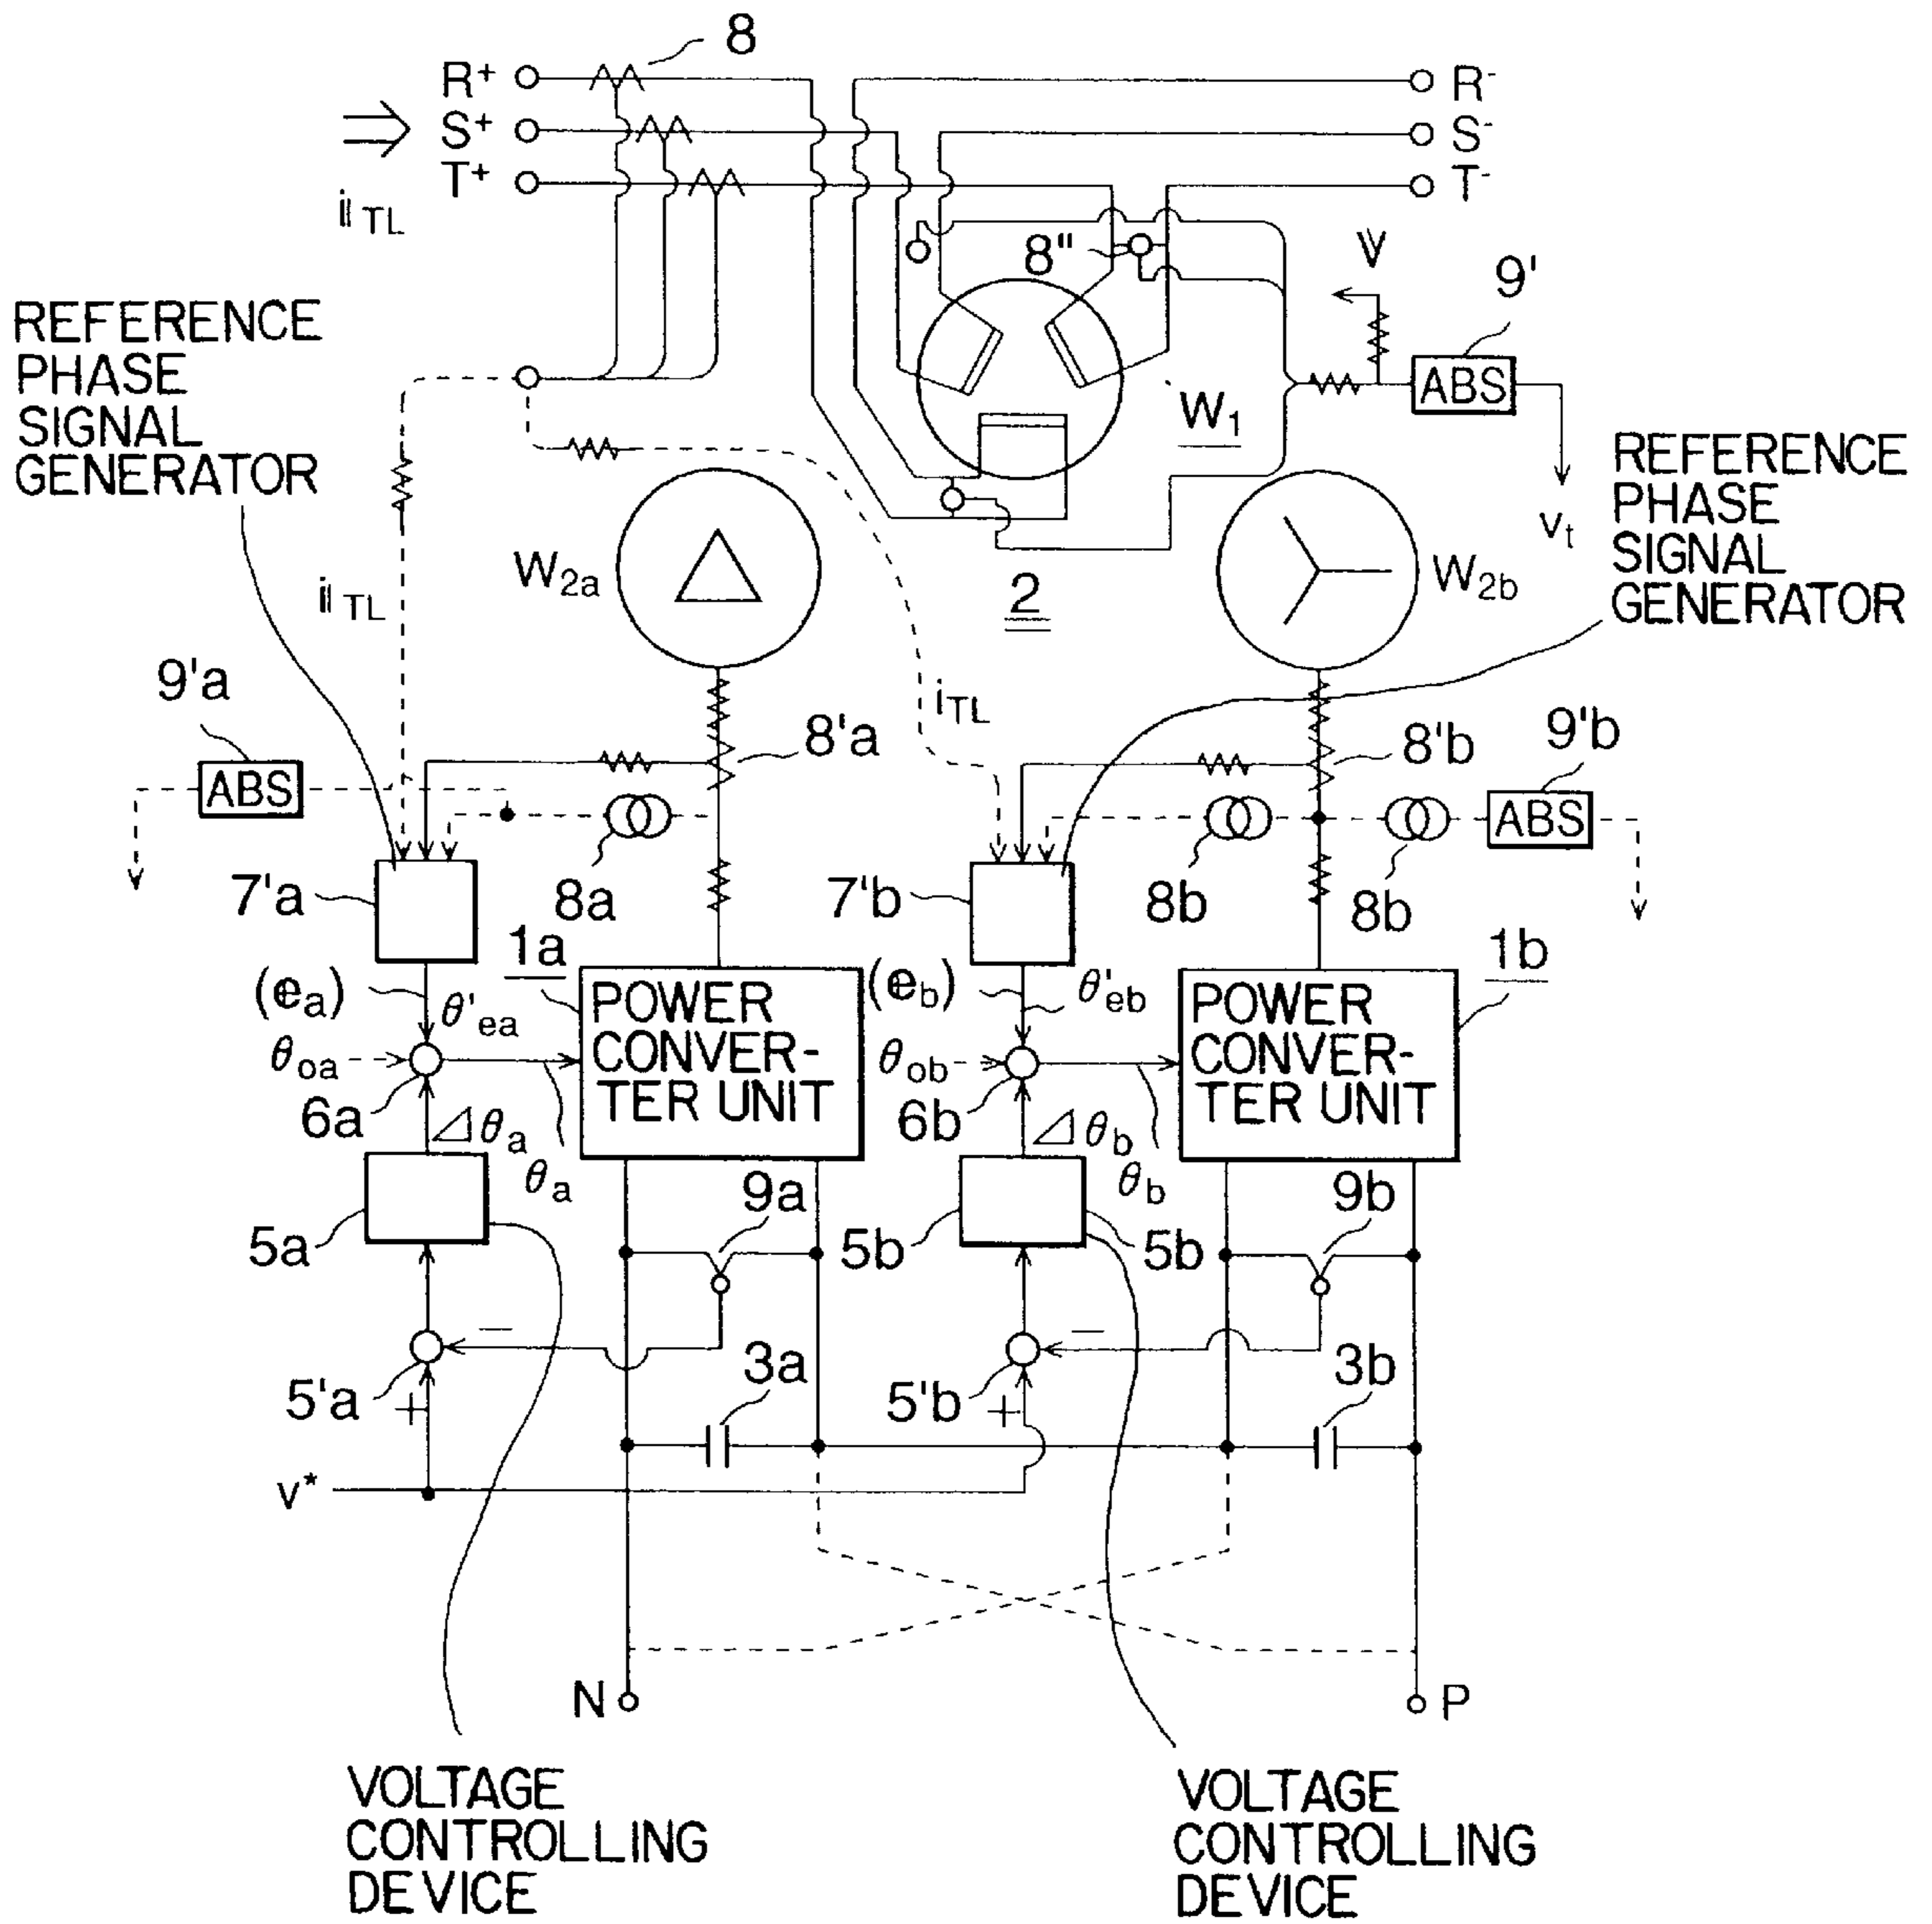 8
R+
R-
S+
S-
T+
T-
iTL
8"
V
9'
REFERENCE
PHASE
SIGNAL
GENERATOR
ABS
W1
REFERENCE
PHASE
SIGNAL
GENERATOR
vt
W2a
W2b
2
iTL
9'a
iTL
8'a
8'b
9'b
ABS
ABS
7'a
8a
7'b
8b
8b
1a
1b
(ea)
θ'ea
(eb)
θ'eb
POWER
CONVER-
TER UNIT
POWER
CONVER-
TER UNIT
θoa
θob
6a
6b
Δθa
Δθb
θa
θb
9a
9b
5a
5b
5b
−
−
3a
3b
5'a
+
5'b
+
v*
N
P
VOLTAGE
CONTROLLING
DEVICE
VOLTAGE
CONTROLLING
DEVICE